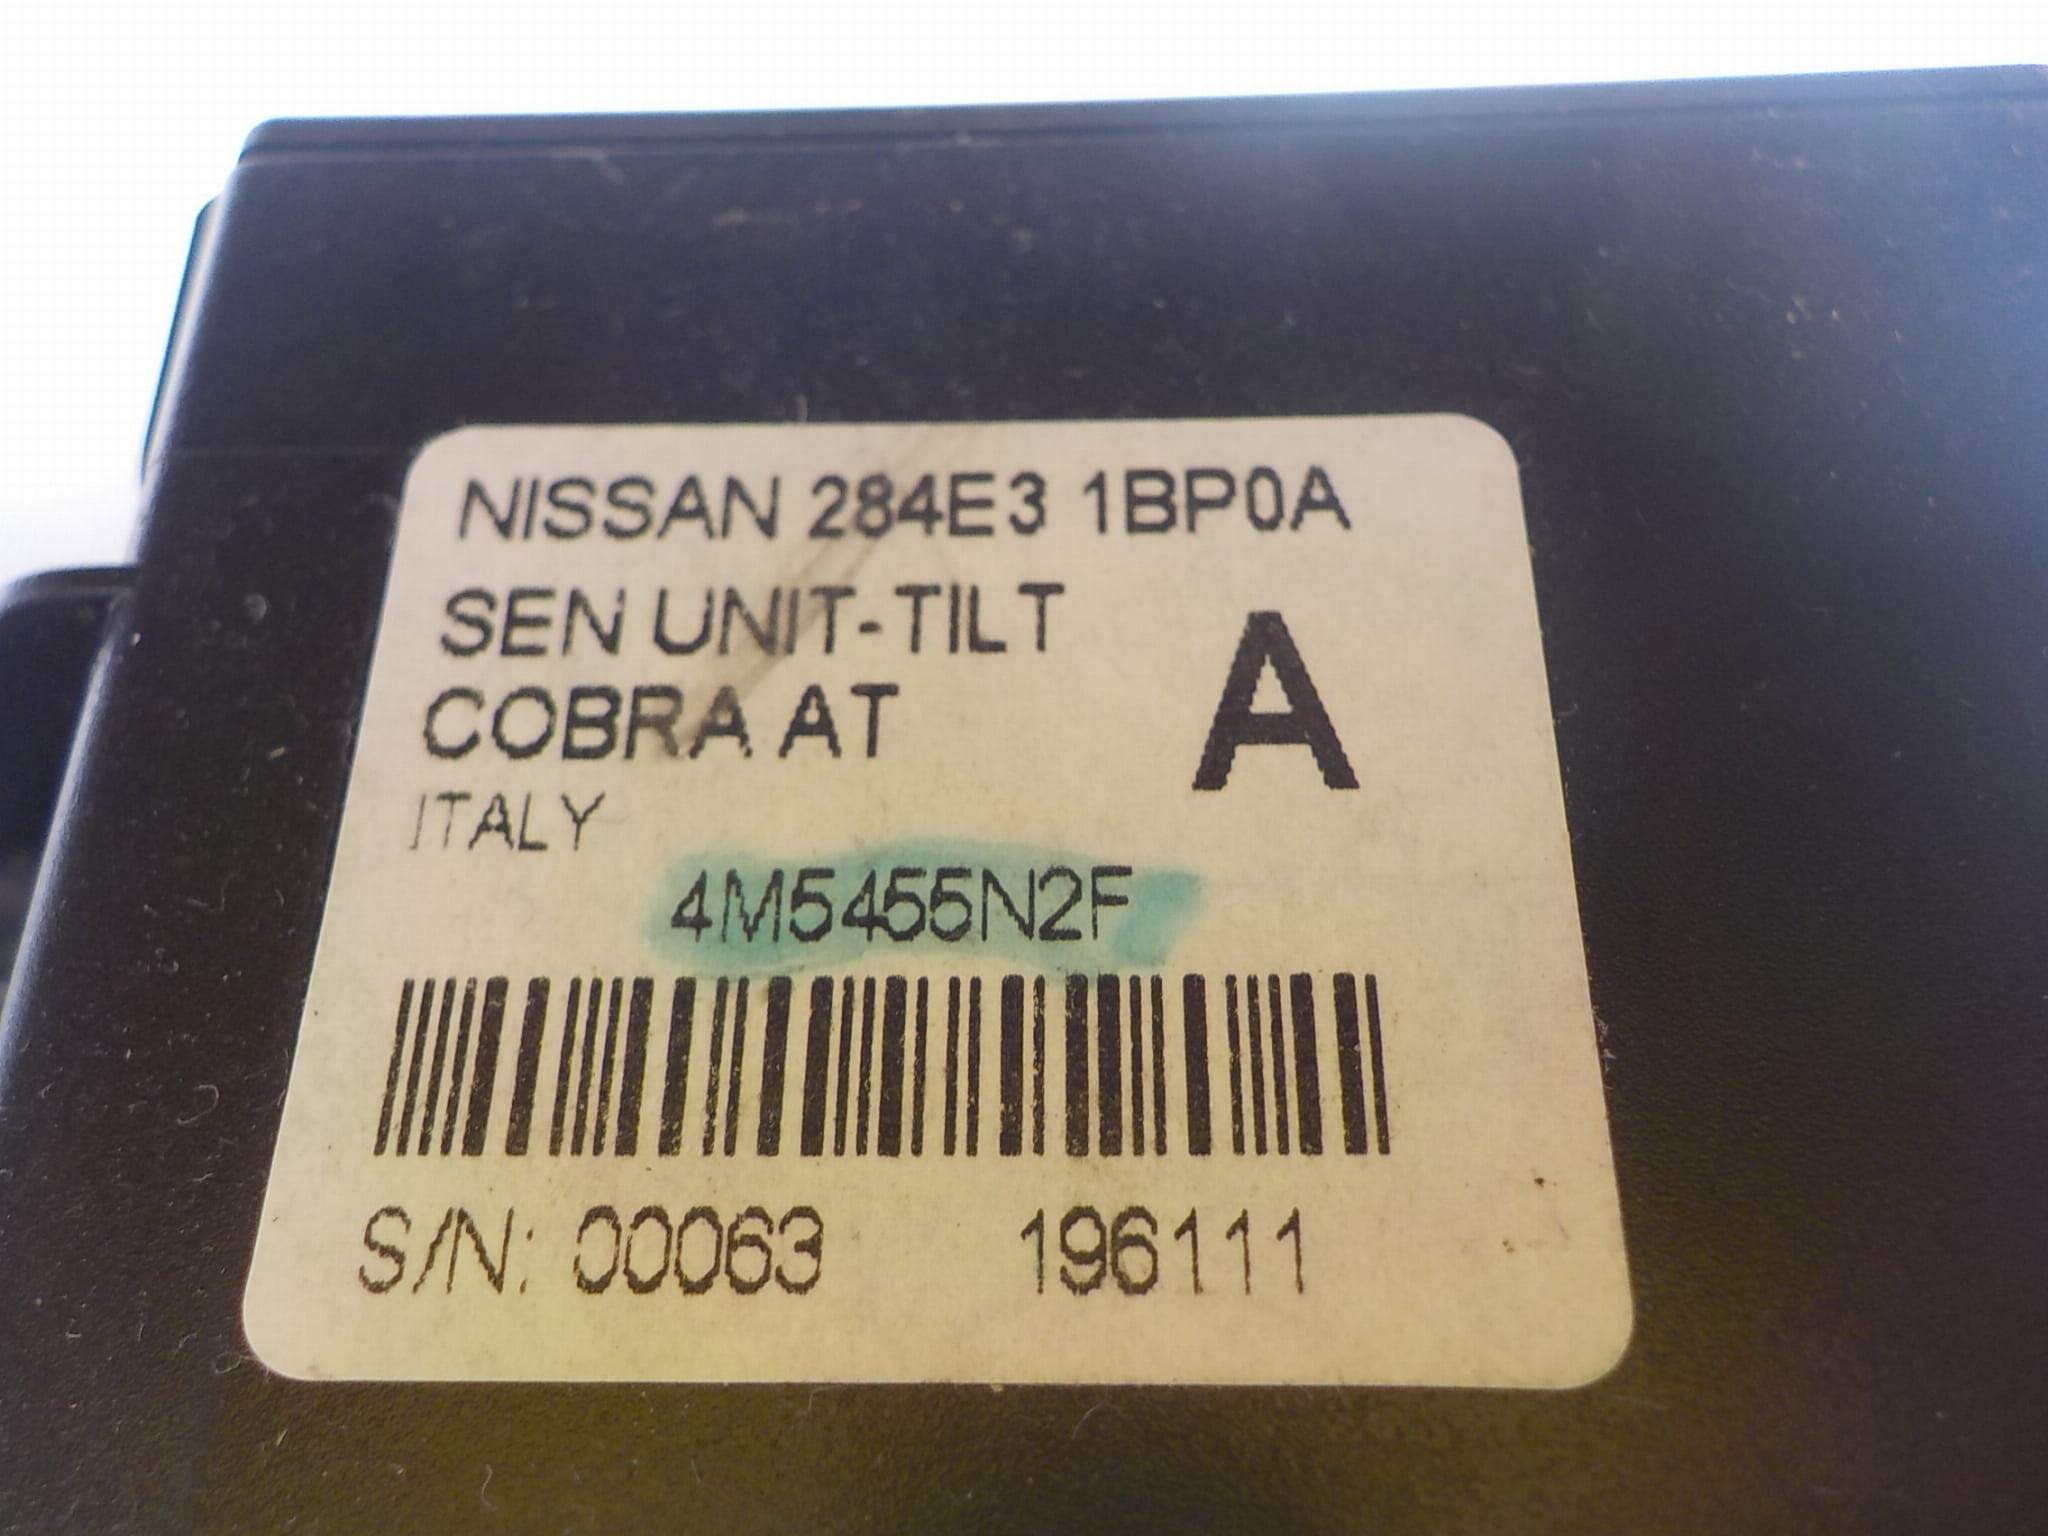 NISSAN 284E3 1BP0A
SEN UNIT-TILT
COBRA AT
A
ITALY
4M5455N2F
S/N: 00063 196111